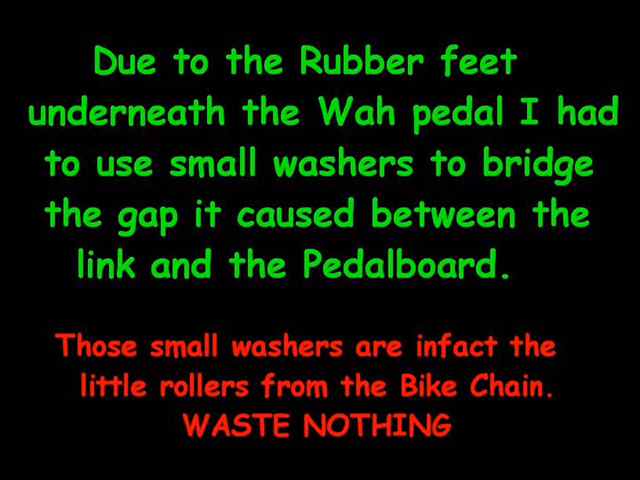 Due to the Rubber feet
underneath the Wah pedal I had
to use small washers to bridge
the gap it caused between the
link and the Pedalboard.
Those small washers are infact the
little rollers from the Bike Chain.
WASTE NOTHING